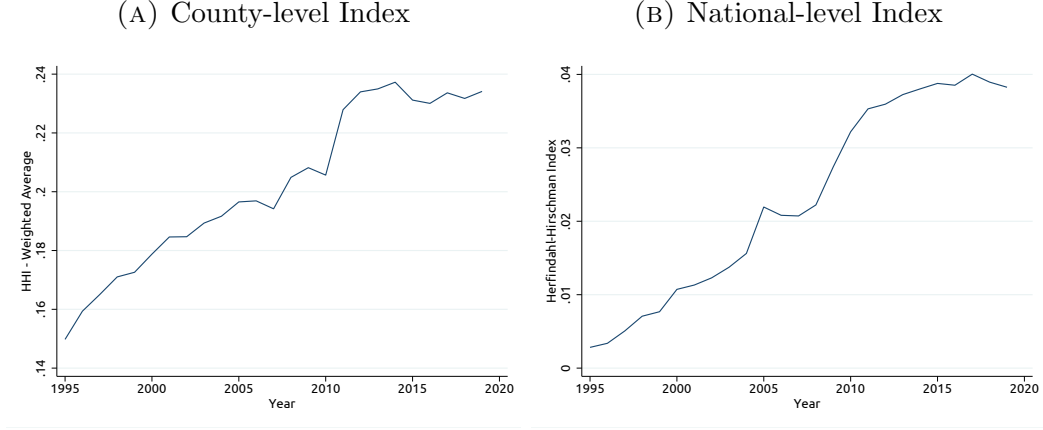 (A) County-level Index
HHI - Weighted Average
.24
.22
.2
.18
.16
.14
1995 2000 2005 2010 2015 2020
Year
(B) National-level Index
Herfindahl-Hirschman Index
.04
.03
.02
.01
0
1995 2000 2005 2010 2015 2020
Year